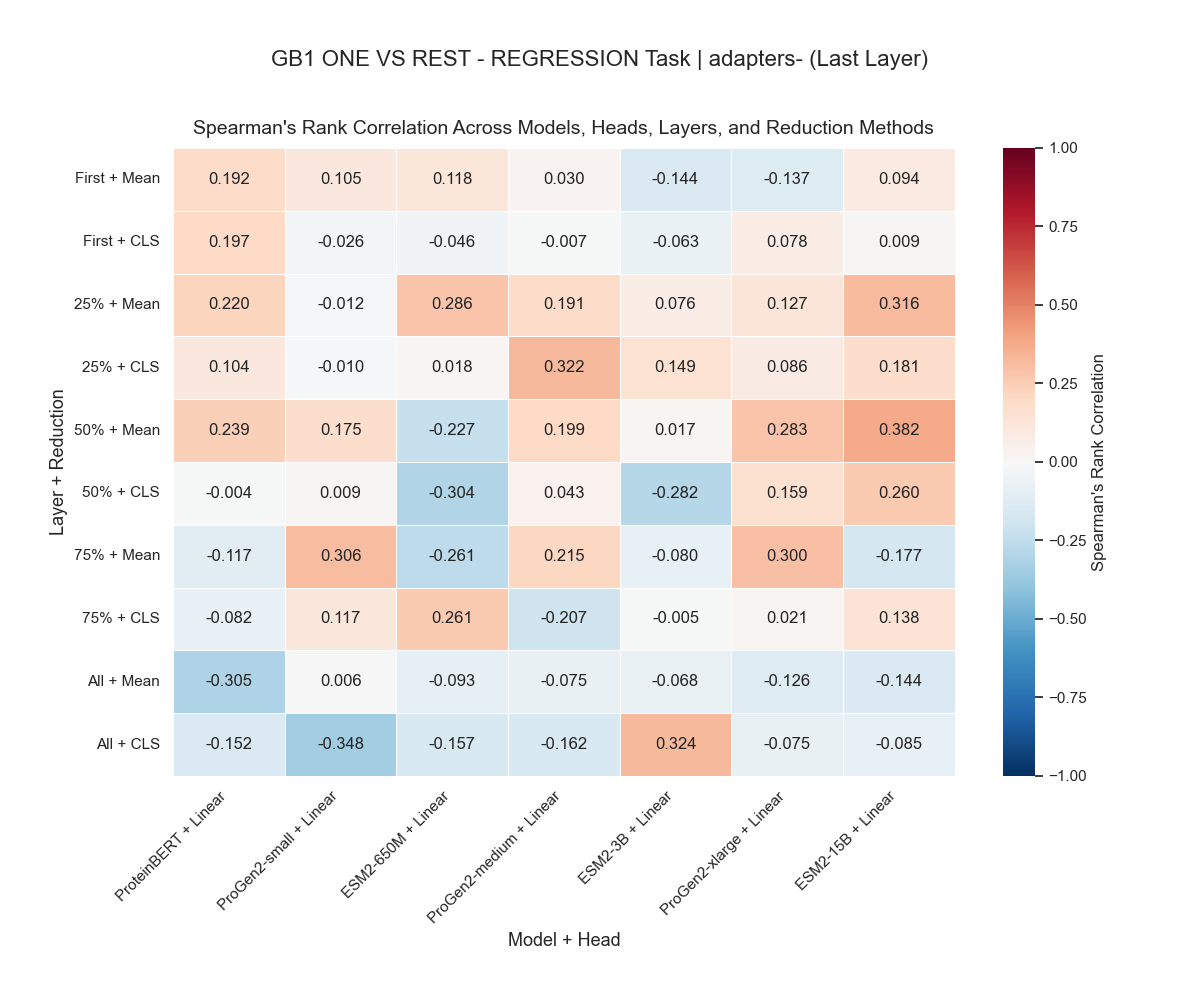 GB1 ONE VS REST - REGRESSION Task | adapters- (Last Layer)
Spearman's Rank Correlation Across Models, Heads, Layers, and Reduction Methods
Layer + Reduction
First + Mean 0.192 0.105 0.118 0.030 -0.144 -0.137 0.094
First + CLS 0.197 -0.026 -0.046 -0.007 -0.063 0.078 0.009
25% + Mean 0.220 -0.012 0.286 0.191 0.076 0.127 0.316
25% + CLS 0.104 -0.010 0.018 0.322 0.149 0.086 0.181
50% + Mean 0.239 0.175 -0.227 0.199 0.017 0.283 0.382
50% + CLS -0.004 0.009 -0.304 0.043 -0.282 0.159 0.260
75% + Mean -0.117 0.306 -0.261 0.215 -0.080 0.300 -0.177
75% + CLS -0.082 0.117 0.261 -0.207 -0.005 0.021 0.138
All + Mean -0.305 0.006 -0.093 -0.075 -0.068 -0.126 -0.144
All + CLS -0.152 -0.348 -0.157 -0.162 0.324 -0.075 -0.085
ProteinBERT + Linear
ProGen2-small + Linear
ESM2-650M + Linear
ProGen2-medium + Linear
ESM2-3B + Linear
ProGen2-xlarge + Linear
ESM2-15B + Linear
Model + Head
1.00
0.75
0.50
0.25
0.00
−0.25
−0.50
−0.75
−1.00
Spearman's Rank Correlation